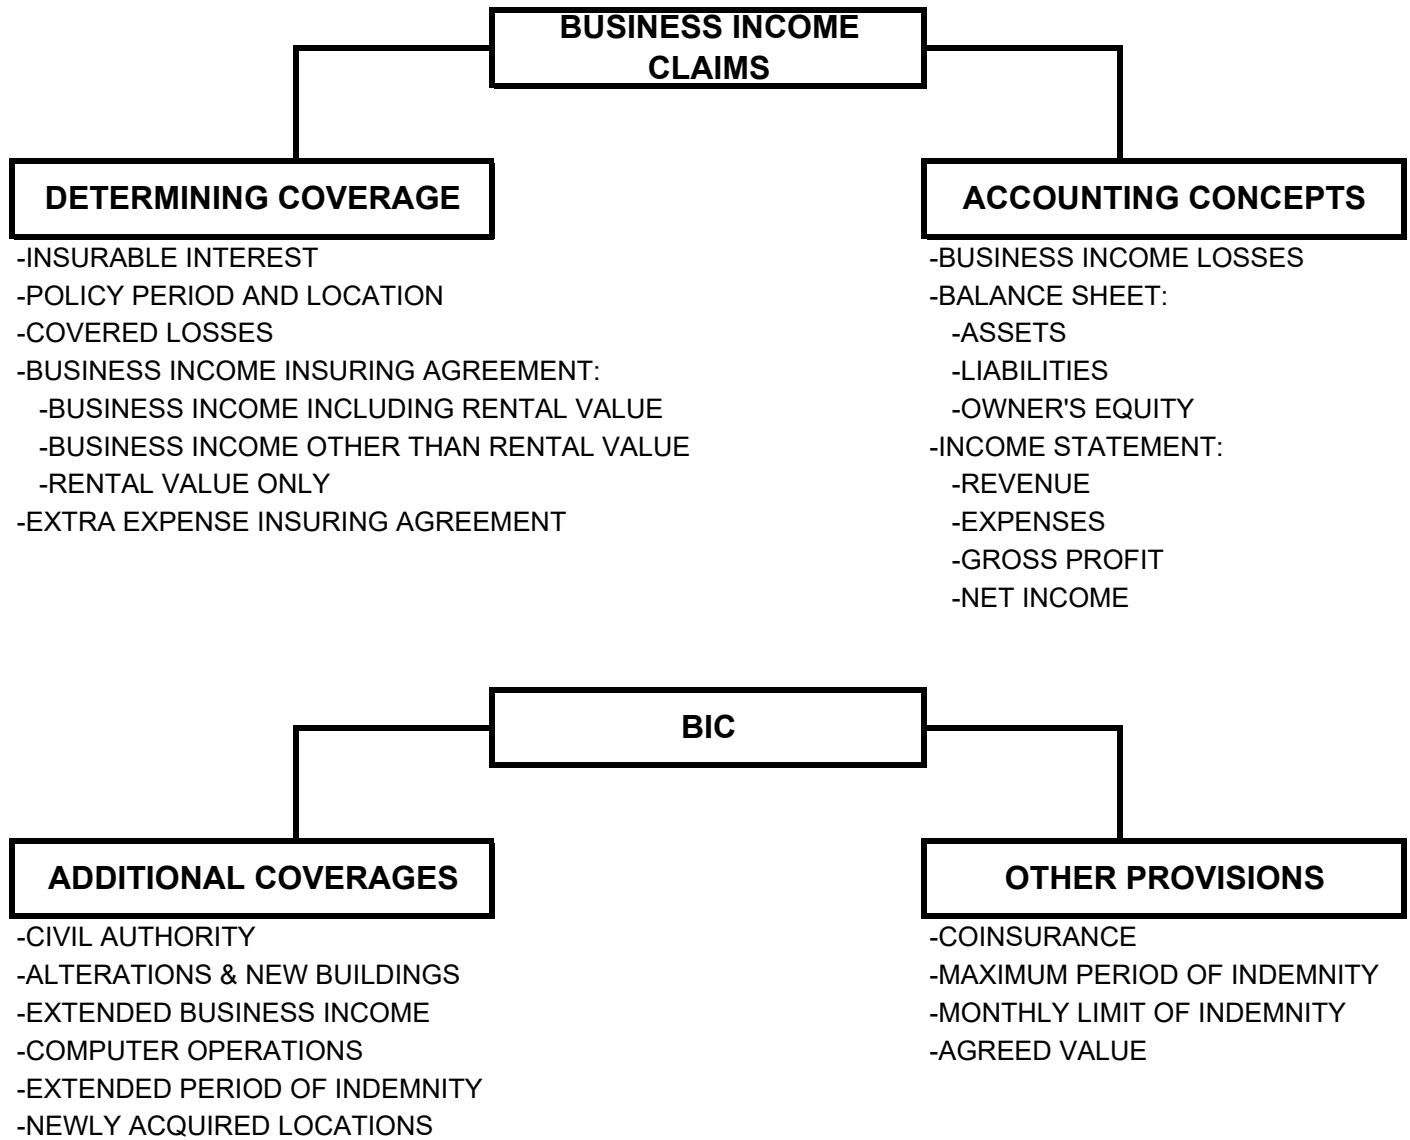 BUSINESS INCOME
CLAIMS
DETERMINING COVERAGE
-INSURABLE INTEREST
-POLICY PERIOD AND LOCATION
-COVERED LOSSES
-BUSINESS INCOME INSURING AGREEMENT:
-BUSINESS INCOME INCLUDING RENTAL VALUE
-BUSINESS INCOME OTHER THAN RENTAL VALUE
-RENTAL VALUE ONLY
-EXTRA EXPENSE INSURING AGREEMENT
ACCOUNTING CONCEPTS
-BUSINESS INCOME LOSSES
-BALANCE SHEET:
-ASSETS
-LIABILITIES
-OWNER'S EQUITY
-INCOME STATEMENT:
-REVENUE
-EXPENSES
-GROSS PROFIT
-NET INCOME
BIC
ADDITIONAL COVERAGES
-CIVIL AUTHORITY
-ALTERATIONS & NEW BUILDINGS
-EXTENDED BUSINESS INCOME
-COMPUTER OPERATIONS
-EXTENDED PERIOD OF INDEMNITY
-NEWLY ACQUIRED LOCATIONS
OTHER PROVISIONS
-COINSURANCE
-MAXIMUM PERIOD OF INDEMNITY
-MONTHLY LIMIT OF INDEMNITY
-AGREED VALUE